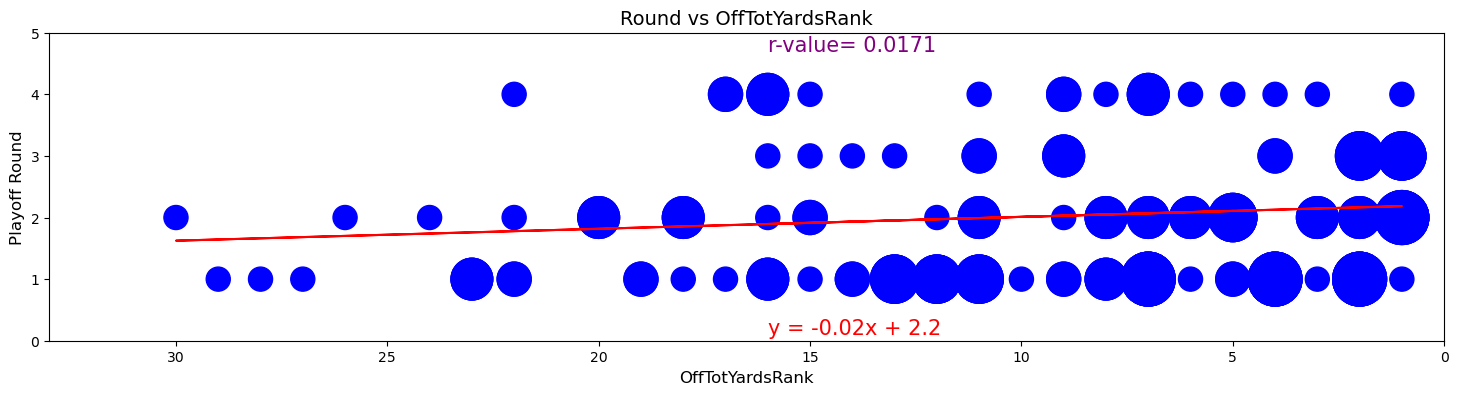 Round vs OffTotYardsRank
r-value= 0.0171
5
4
3
2
1
0
Playoff Round
y = -0.02x + 2.2
30 25 20 15 10 5 0
OffTotYardsRank